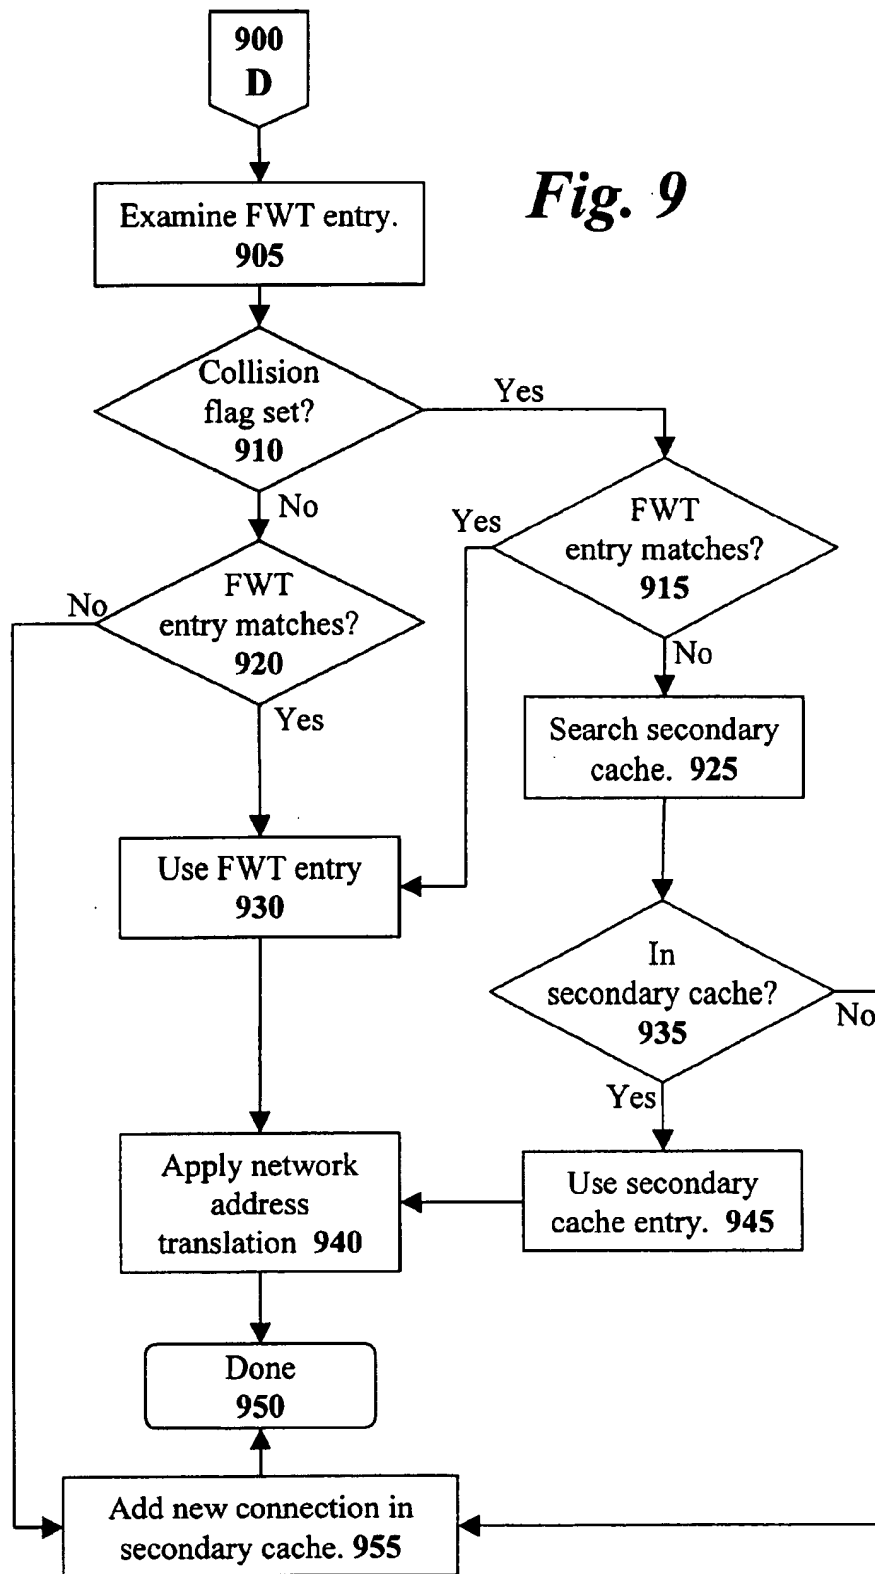 900
D
Fig. 9
Examine FWT entry.
905
Collision
flag set?
910
Yes
No
FWT
entry matches?
915
Yes
No
FWT
entry matches?
920
No
Yes
Search secondary
cache. 925
Use FWT entry
930
In
secondary cache?
935
No
Yes
Apply network
address
translation 940
Use secondary
cache entry. 945
Done
950
Add new connection in
secondary cache. 955